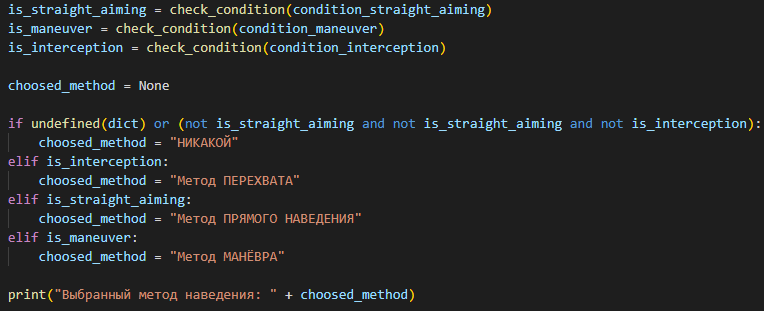 is_straight_aiming = check_condition(condition_straight_aiming)
is_maneuver = check_condition(condition_maneuver)
is_interception = check_condition(condition_interception)
choosed_method = None
if undefined(dict) or (not is_straight_aiming and not is_straight_aiming and not is_interception):
    choosed_method = "НИКАКОЙ"
elif is_interception:
    choosed_method = "Метод ПЕРЕХВАТА"
elif is_straight_aiming:
    choosed_method = "Метод ПРЯМОГО НАВЕДЕНИЯ"
elif is_maneuver:
    choosed_method = "Метод МАНЁВРА"
print("Выбранный метод наведения: " + choosed_method)